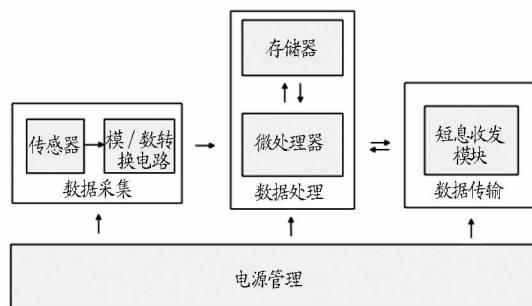 存储器
传感器
模/数转
换电路
数据采集
微处理器
数据处理
短息收发
模块
数据传输
电源管理